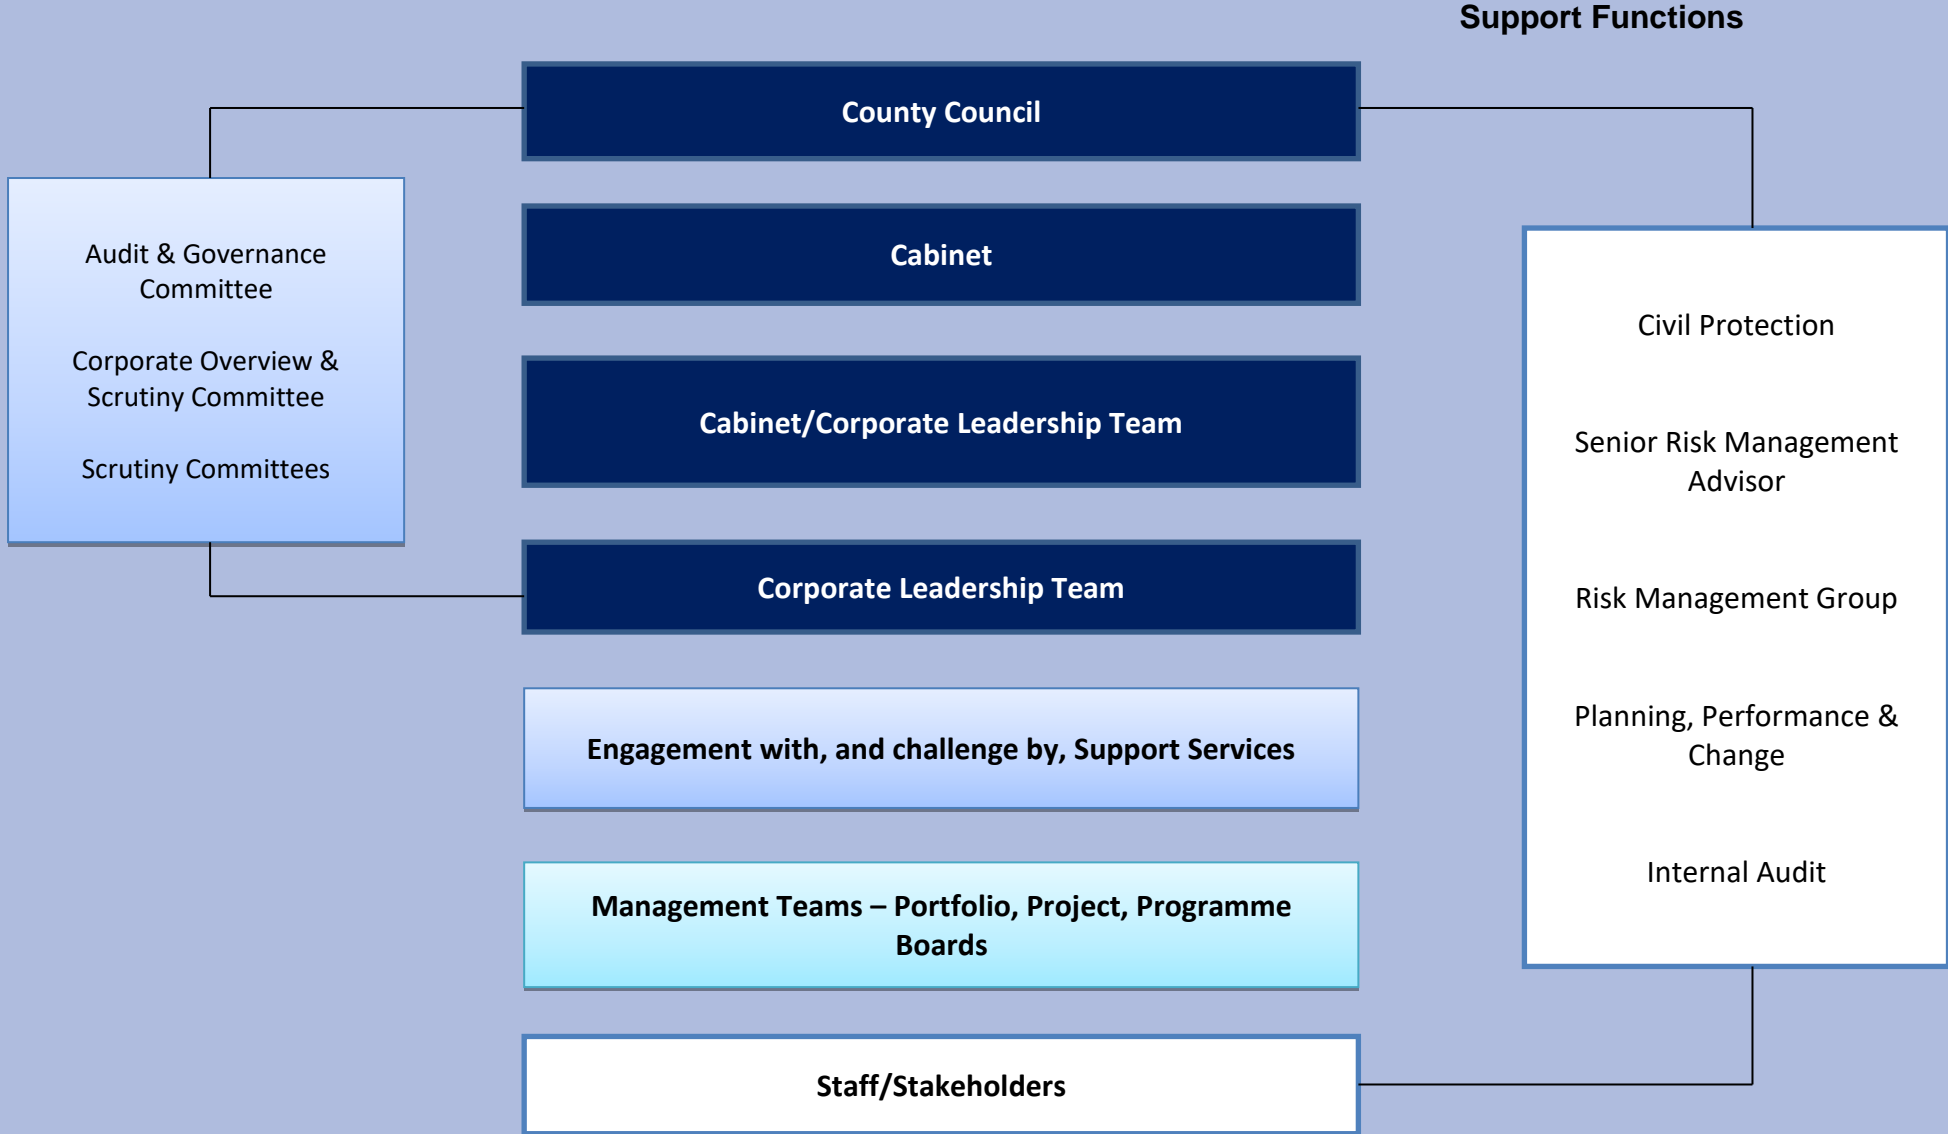 Support Functions
County Council
Cabinet
Cabinet/Corporate Leadership Team
Corporate Leadership Team
Engagement with, and challenge by, Support Services
Management Teams – Portfolio, Project, Programme
Boards
Staff/Stakeholders
Audit & Governance
Committee
Corporate Overview &
Scrutiny Committee
Scrutiny Committees
Civil Protection
Senior Risk Management
Advisor
Risk Management Group
Planning, Performance &
Change
Internal Audit